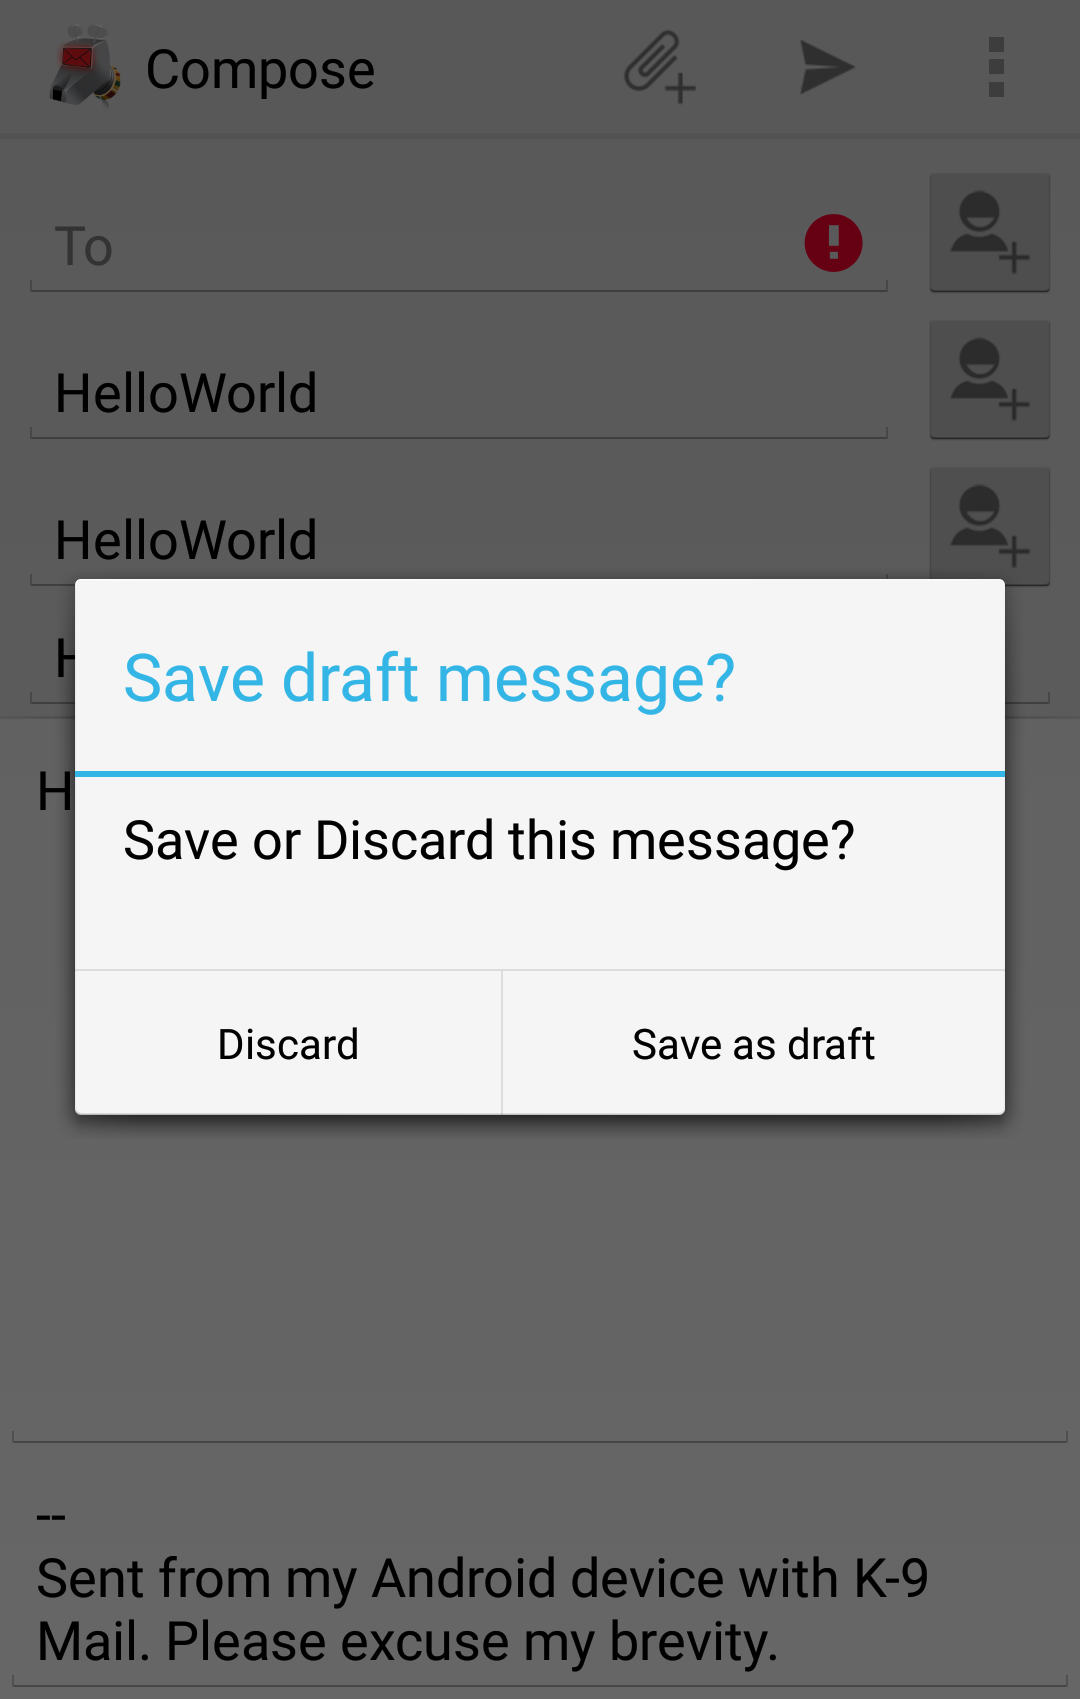 Compose
To
HelloWorld
HelloWorld
H
Save draft message?
H
Save or Discard this message?
Discard
Save as draft
--
Sent from my Android device with K-9
Mail. Please excuse my brevity.